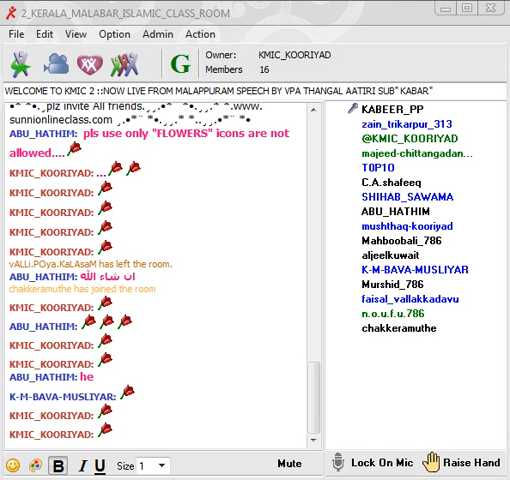 2_KERALA_MALABAR_ISLAMIC_CLASS_ROOM
File Edit View Option Admin Action
G Owner: KMIC_KOORIYAD
Members 16
WELCOME TO KMIC 2 ::NOW LIVE FROM MALAPPURAM SPEECH BY VPA THANGAL AATIRI SUB" KABAR"
plz invite All friends. www.
sunnionlineclass.com
ABU_HATHIM: pls use only "FLOWERS" icons are not
allowed....
KMIC_KOORIYAD: ...
KMIC_KOORIYAD:
KMIC_KOORIYAD:
KMIC_KOORIYAD:
KMIC_KOORIYAD:
vALLi.POya.KaLAsaM has left the room.
ABU_HATHIM: ان شاء الله
chakkeramuthe has joined the room
KMIC_KOORIYAD:
ABU_HATHIM:
KMIC_KOORIYAD:
KMIC_KOORIYAD:
ABU_HATHIM: he
K-M-BAVA-MUSLIYAR:
KMIC_KOORIYAD:
KMIC_KOORIYAD:
KABEER_PP
zain_trikarpur_313
@KMIC_KOORIYAD
majeed-chittangadan...
T0P1O
C.A.shafeeq
SHIHAB_SAWAMA
ABU_HATHIM
mushthaq-kooriyad
Mahboobali_786
aljeelkuwait
K-M-BAVA-MUSLIYAR
Murshid_786
faisal_vallakkadavu
n.o.u.f.u.786
chakkeramuthe
B I U Size 1 Mute Lock On Mic Raise Hand